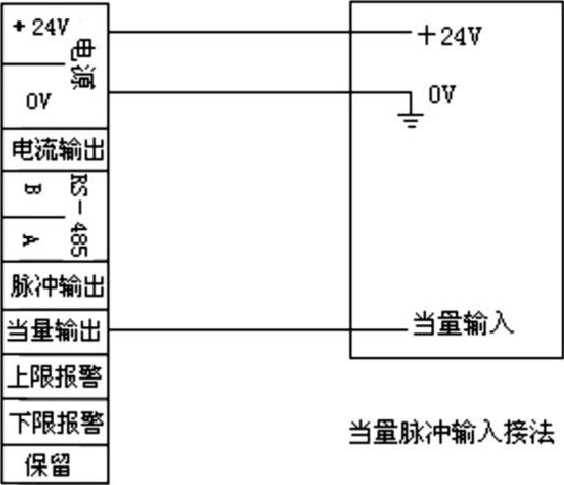 +24V
电源
0V
电流输出
B
RS-485
A
脉冲输出
当量输出
上限报警
下限报警
保留
+24V
0V
当量输入
当量脉冲输入接法